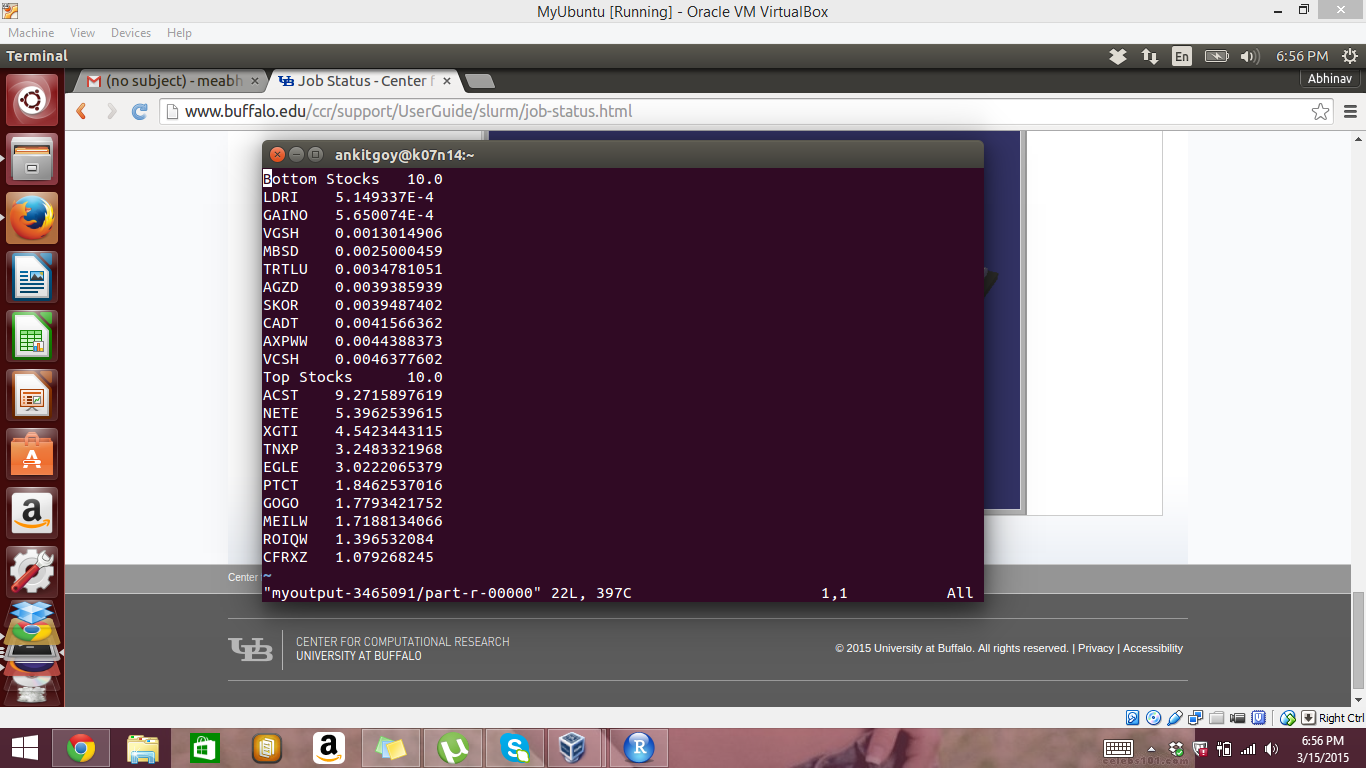 MyUbuntu [Running] - Oracle VM VirtualBox
Machine View Devices Help
Terminal
En
6:56 PM
(no subject) - meabh
Job Status - Center f
Abhinav
www.buffalo.edu/ccr/support/UserGuide/slurm/job-status.html
ankitgoy@k07n14:~
Bottom Stocks 10.0
LDRI 5.149337E-4
GAINO 5.650074E-4
VGSH 0.0013014906
MBSD 0.0025000459
TRTLU 0.0034781051
AGZD 0.0039385939
SKOR 0.0039487402
CADT 0.0041566362
AXPWW 0.0044388373
VCSH 0.0046377602
Top Stocks 10.0
ACST 9.2715897619
NETE 5.3962539615
XGTI 4.5423443115
TNXP 3.2483321968
EGLE 3.0222065379
PTCT 1.8462537016
GOGO 1.7793421752
MEILW 1.7188134066
ROIQW 1.396532084
CFRXZ 1.079268245
~
"myoutput-3465091/part-r-00000" 22L, 397C 1,1 All
Center
UB
CENTER FOR COMPUTATIONAL RESEARCH
UNIVERSITY AT BUFFALO
© 2015 University at Buffalo. All rights reserved. | Privacy | Accessibility
Right Ctrl
6:56 PM
3/15/2015
celebs101.com